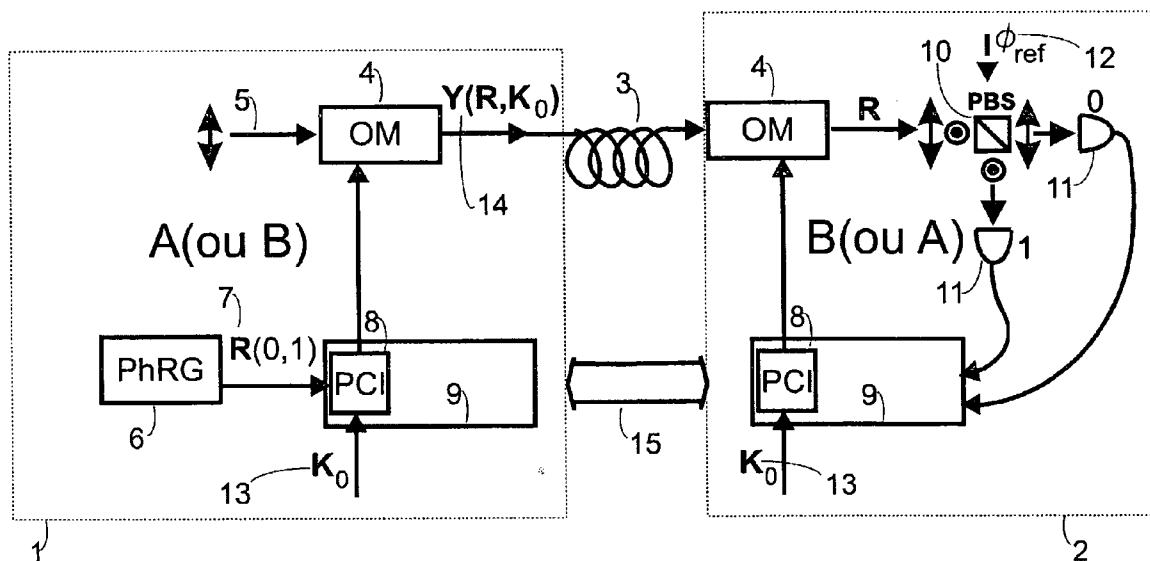 10
ϕref
12
4
3
4
PBS
0
5
Y(R,K0)
R
OM
OM
11
14
A(ou B)
B(ou A)
1
11
7
R(0,1)
8
8
PhRG
PCI
9
PCI
9
6
15
13
K0
K0
13
1
2